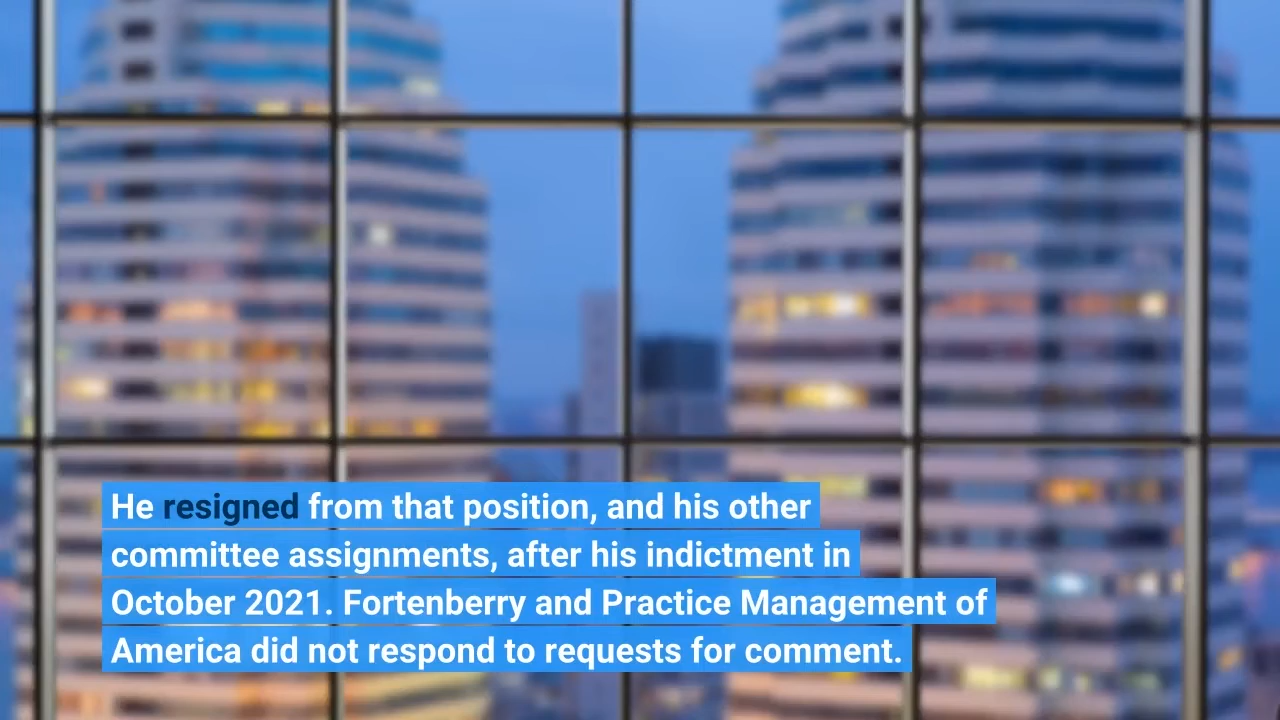 He resigned from that position, and his other
committee assignments, after his indictment in
October 2021. Fortenberry and Practice Management of
America did not respond to requests for comment.